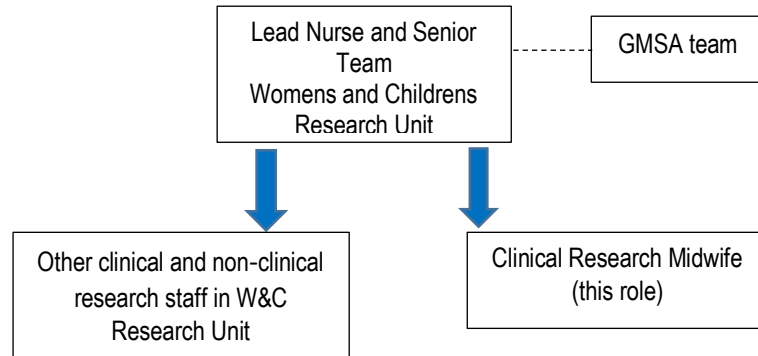 Lead Nurse and Senior
Team
Womens and Childrens
Research Unit
GMSA team
Other clinical and non-clinical
research staff in W&C
Research Unit
Clinical Research Midwife
(this role)